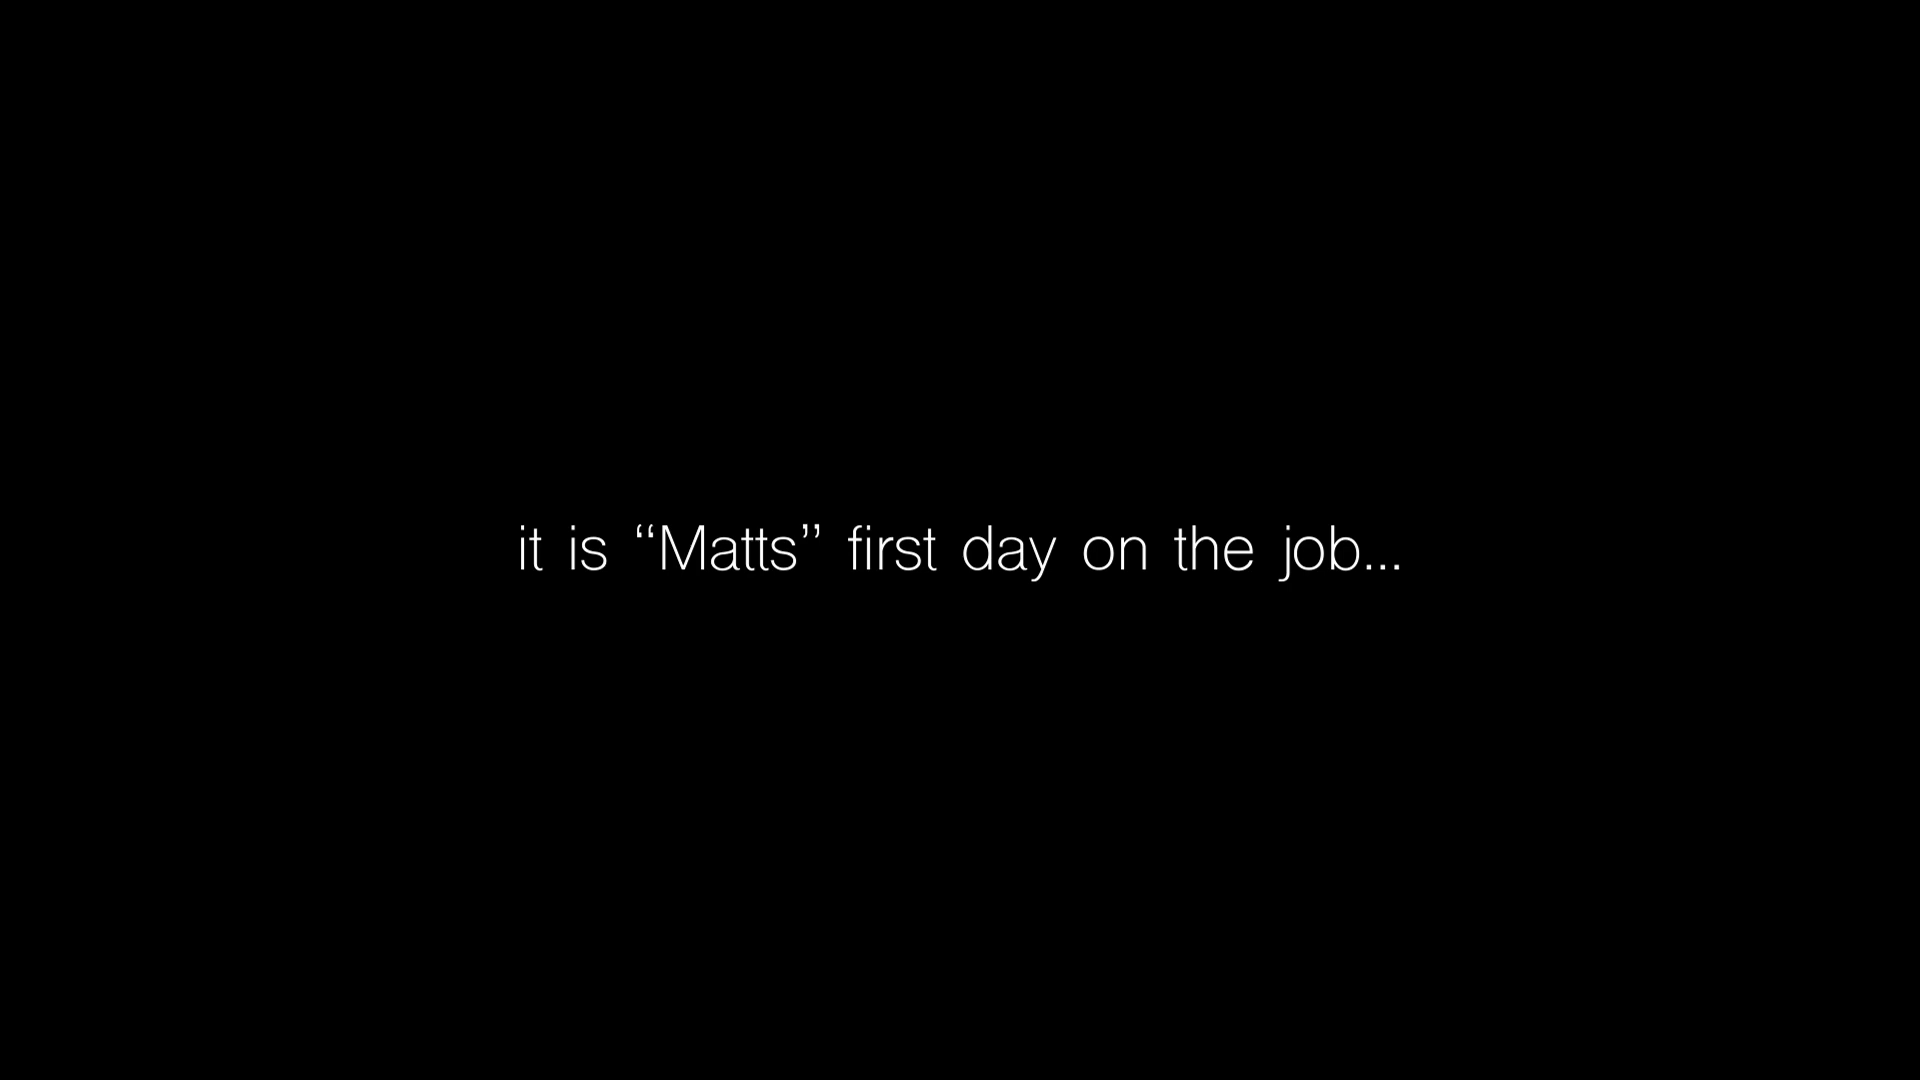 it is “Matts” first day on the job...